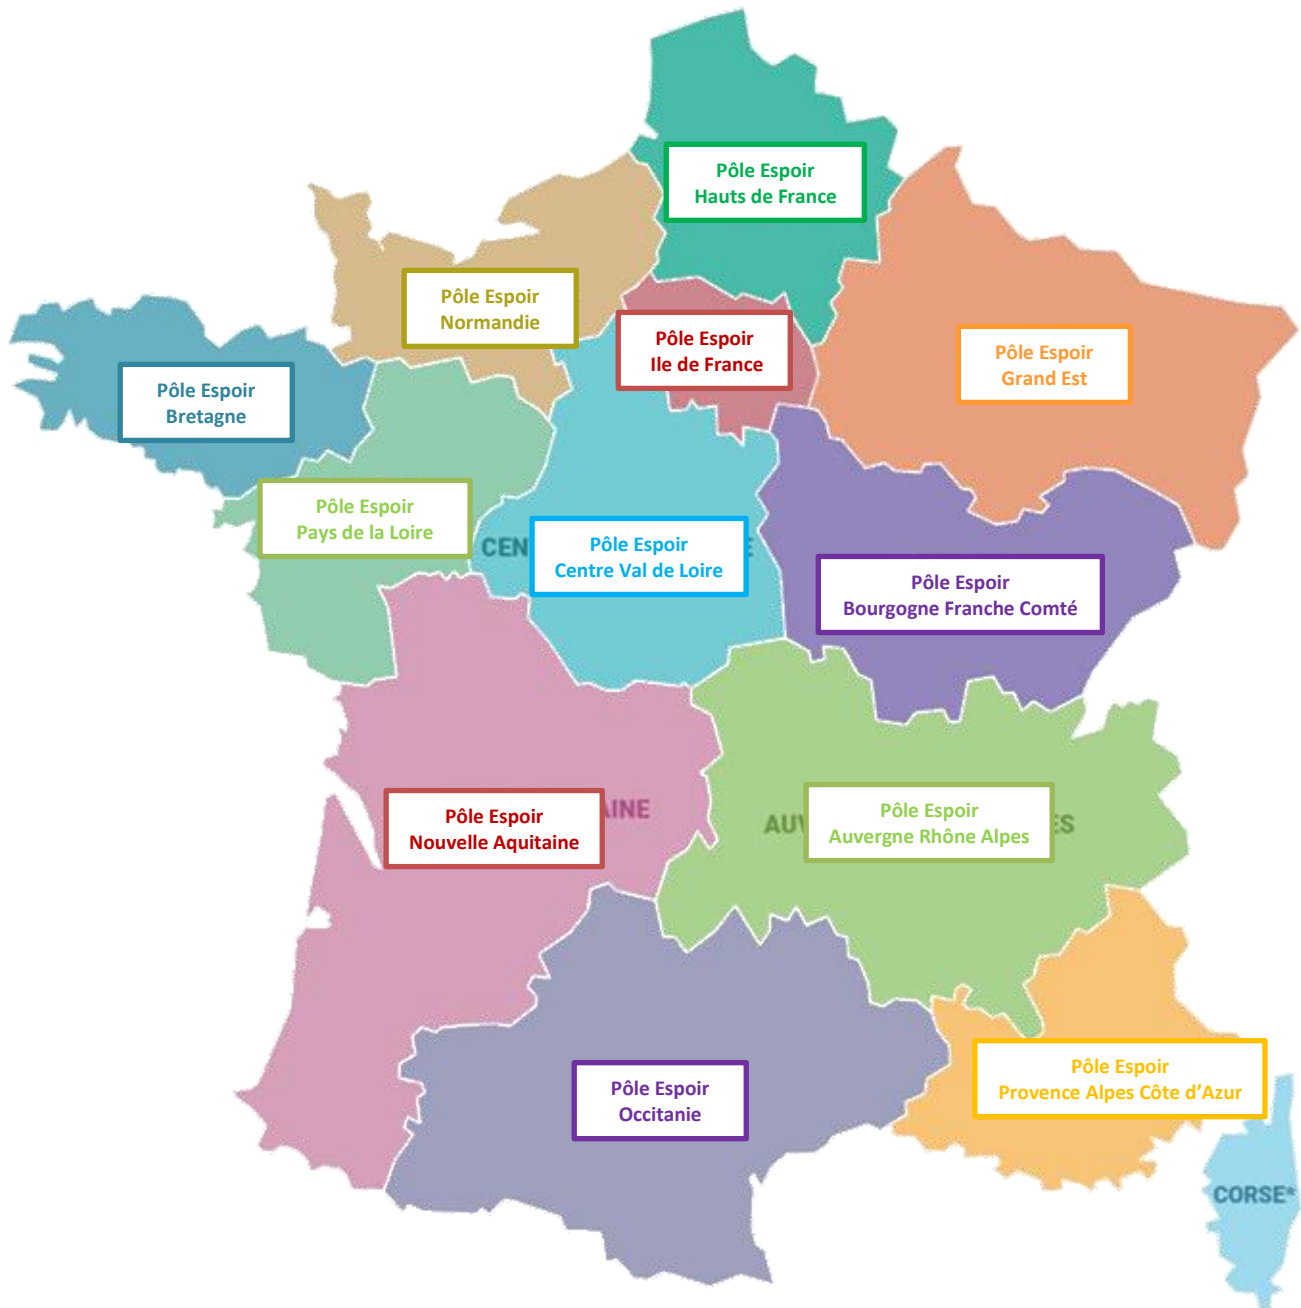 Pôle Espoir
Hauts de France
Pôle Espoir
Normandie
Pôle Espoir
Ile de France
Pôle Espoir
Grand Est
Pôle Espoir
Bretagne
Pôle Espoir
Pays de la Loire
CEN
E
Pôle Espoir
Centre Val de Loire
Pôle Espoir
Bourgogne Franche Comté
Pôle Espoir
Nouvelle Aquitaine
AINE
AUV
ES
Pôle Espoir
Auvergne Rhône Alpes
Pôle Espoir
Occitanie
Pôle Espoir
Provence Alpes Côte d’Azur
CORSE*